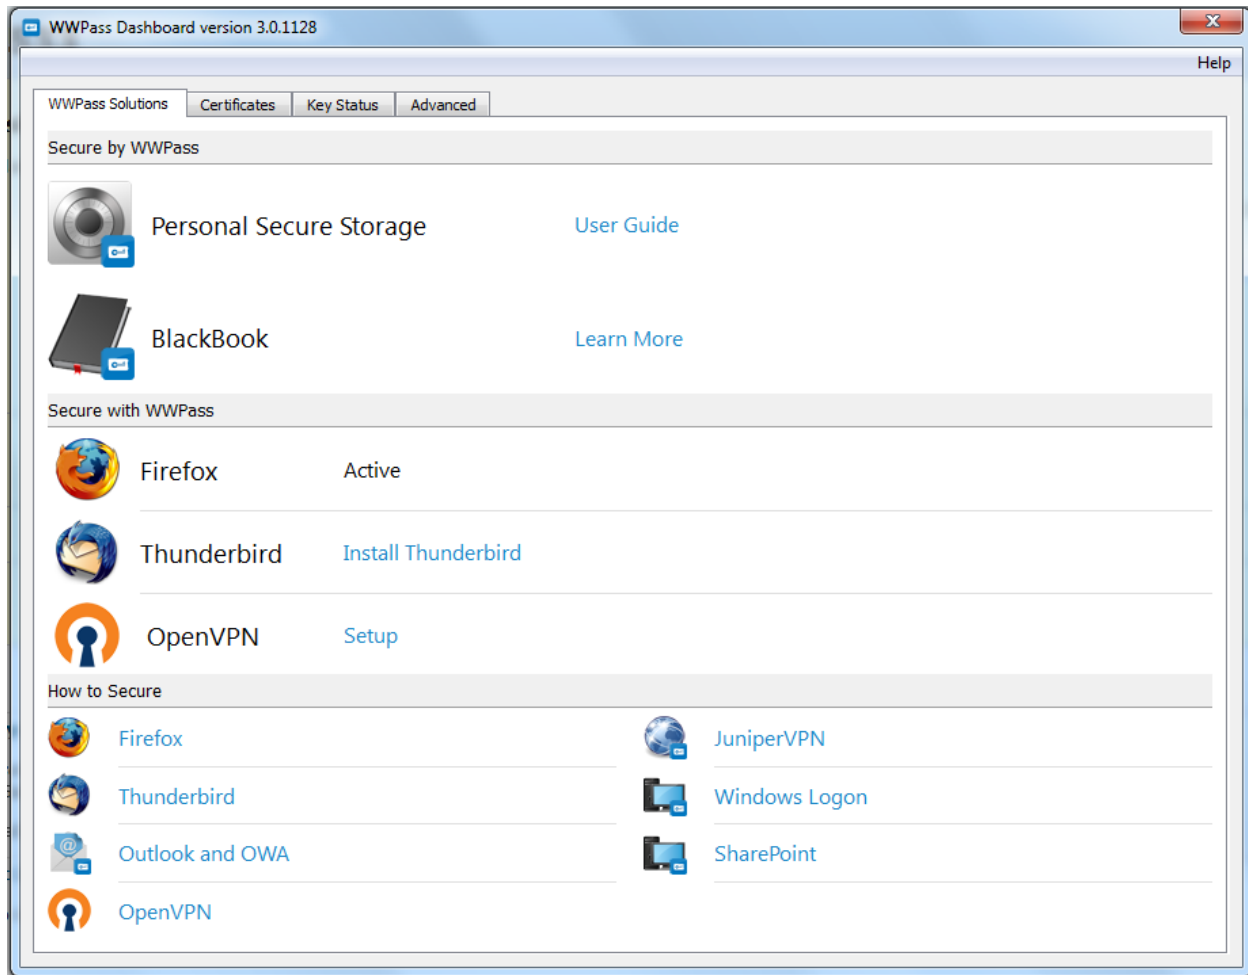 WWPass Dashboard version 3.0.1128
Help
WWPass Solutions Certificates Key Status Advanced
Secure by WWPass
Personal Secure Storage User Guide
BlackBook Learn More
Secure with WWPass
Firefox Active
Thunderbird Install Thunderbird
OpenVPN Setup
How to Secure
Firefox JuniperVPN
Thunderbird Windows Logon
Outlook and OWA SharePoint
OpenVPN